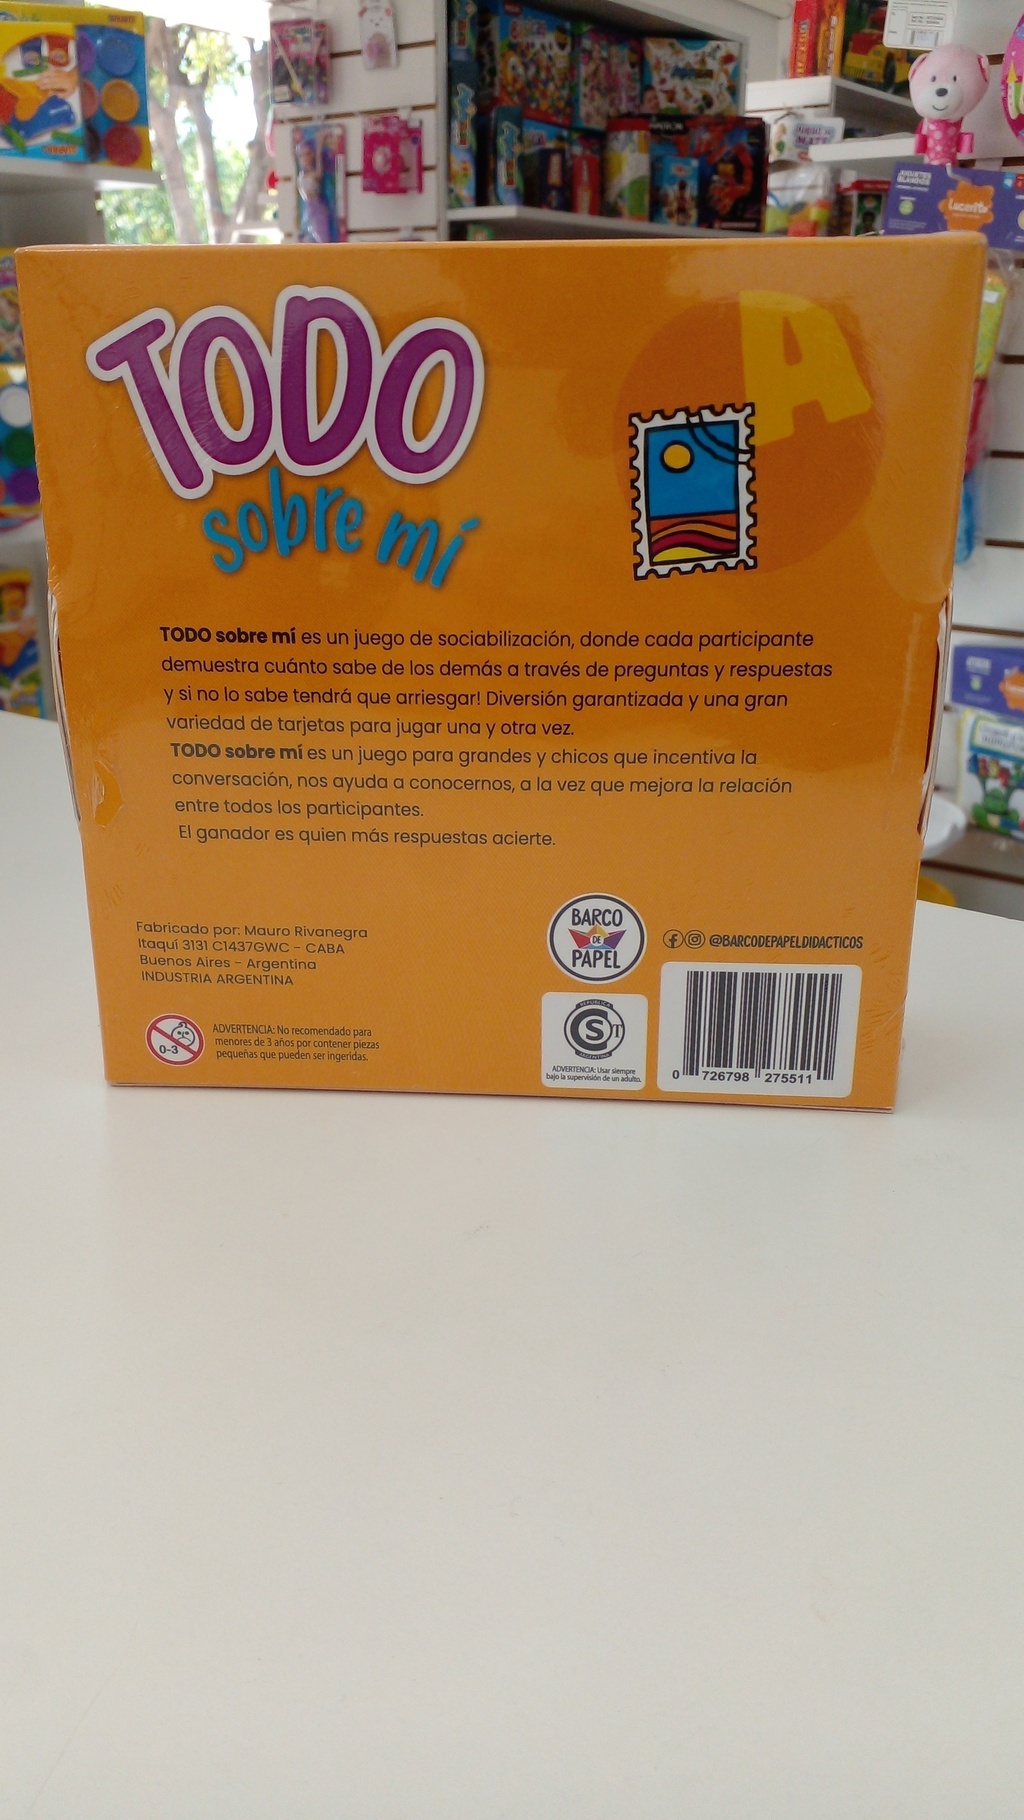 Lucerito
TODO
sobre mí
A
TODO sobre mí es un juego de sociabilización, donde cada participante
demuestra cuánto sabe de los demás a través de preguntas y respuestas
y si no lo sabe tendrá que arriesgar! Diversión garantizada y una gran
variedad de tarjetas para jugar una y otra vez.
TODO sobre mí es un juego para grandes y chicos que incentiva la
conversación, nos ayuda a conocernos, a la vez que mejora la relación
entre todos los participantes.
El ganador es quien más respuestas acierte.
Fabricado por: Mauro Rivanegra
Itaquí 3131 C1437GWC - CABA
Buenos Aires - Argentina
INDUSTRIA ARGENTINA
BARCO
DE
PAPEL
@BARCODEPAPELDIDACTICOS
0-3
ADVERTENCIA: No recomendado para
menores de 3 años por contener piezas
pequeñas que pueden ser ingeridas.
REPUBLICA
CST
ARGENTINA
ADVERTENCIA: Usar siempre
bajo la supervisión de un adulto.
0 726798 275511